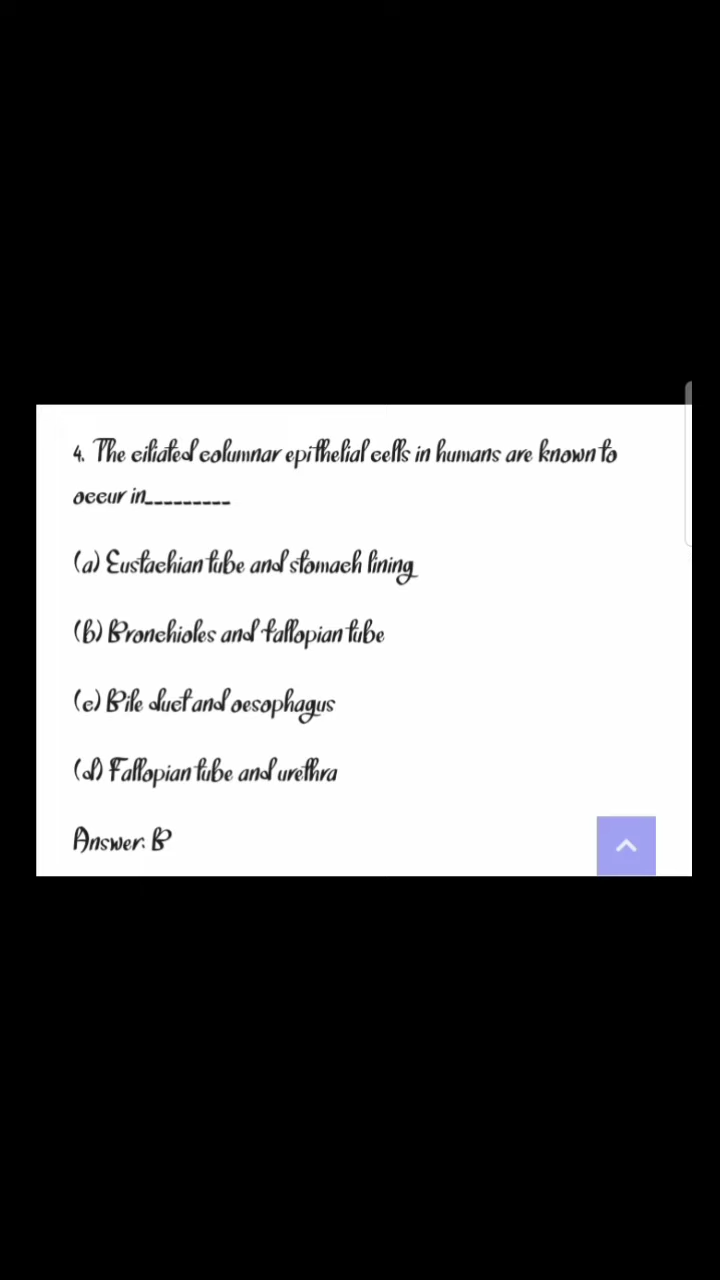 4. The ciliated columnar epithelial cells in humans are known to
occur in_________
(a) Eustachian tube and stomach lining
(b) Bronchioles and fallopian tube
(c) Bile duct and oesophagus
(d) Fallopian tube and urethra
Answer: B